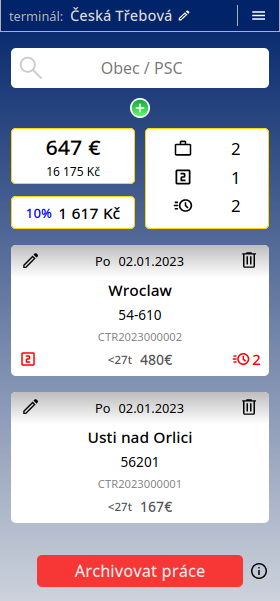 terminál: Česká Třebová
Obec / PSC
647 €
16 175 Kč
10% 1 617 Kč
2
1
2
Po 02.01.2023
Wroclaw
54-610
CTR2023000002
2 <27t 480€ 2
Po 02.01.2023
Usti nad Orlici
56201
CTR2023000001
<27t 167€
Archivovat práce